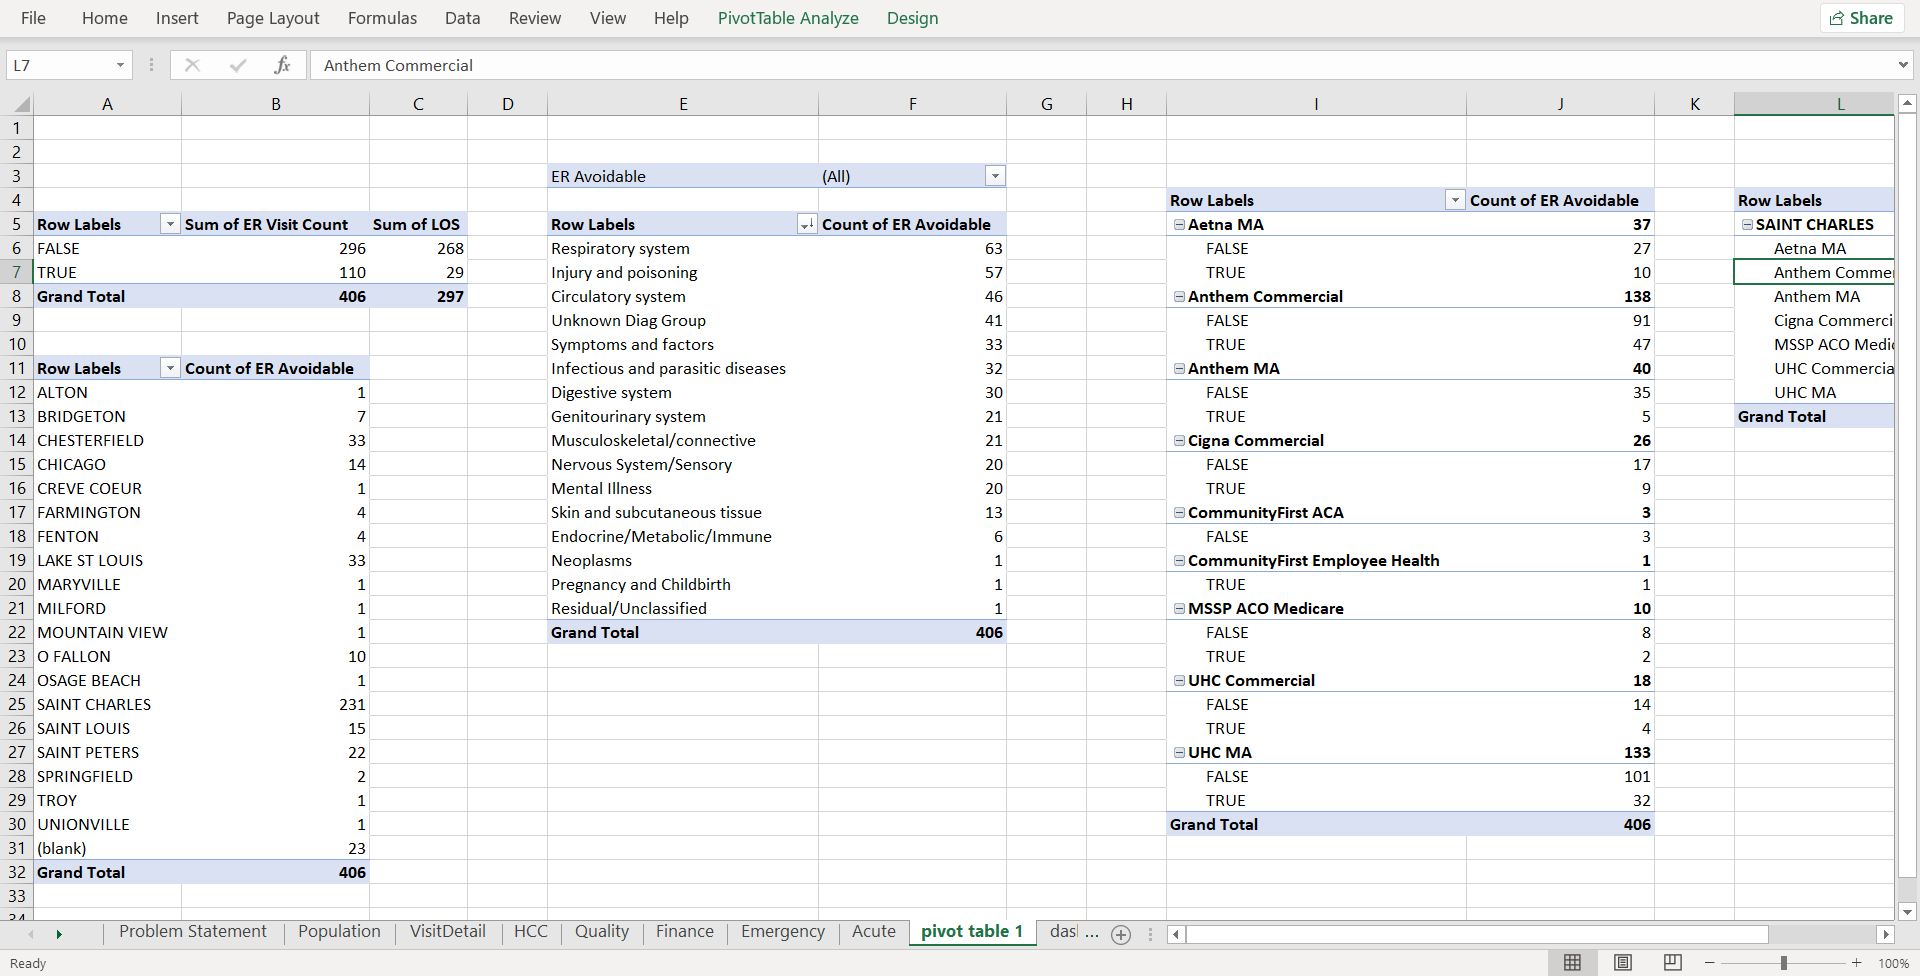 File Home Insert Page Layout Formulas Data Review View Help PivotTable Analyze Design Share
L7 fx Anthem Commercial
A B C D E F G H I J K L
1
2
3 ER Avoidable (All)
4 Row Labels Count of ER Avoidable Row Labels
5 Row Labels Sum of ER Visit Count Sum of LOS Row Labels Count of ER Avoidable Aetna MA 37 SAINT CHARLES
6 FALSE 296 268 Respiratory system 63 FALSE 27 Aetna MA
7 TRUE 110 29 Injury and poisoning 57 TRUE 10 Anthem Commer
8 Grand Total 406 297 Circulatory system 46 Anthem Commercial 138 Anthem MA
9 Unknown Diag Group 41 FALSE 91 Cigna Commerci
10 Symptoms and factors 33 TRUE 47 MSSP ACO Medic
11 Row Labels Count of ER Avoidable Infectious and parasitic diseases 32 Anthem MA 40 UHC Commercia
12 ALTON 1 Digestive system 30 FALSE 35 UHC MA
13 BRIDGETON 7 Genitourinary system 21 TRUE 5 Grand Total
14 CHESTERFIELD 33 Musculoskeletal/connective 21 Cigna Commercial 26
15 CHICAGO 14 Nervous System/Sensory 20 FALSE 17
16 CREVE COEUR 1 Mental Illness 20 TRUE 9
17 FARMINGTON 4 Skin and subcutaneous tissue 13 CommunityFirst ACA 3
18 FENTON 4 Endocrine/Metabolic/Immune 6 FALSE 3
19 LAKE ST LOUIS 33 Neoplasms 1 CommunityFirst Employee Health 1
20 MARYVILLE 1 Pregnancy and Childbirth 1 TRUE 1
21 MILFORD 1 Residual/Unclassified 1 MSSP ACO Medicare 10
22 MOUNTAIN VIEW 1 Grand Total 406 FALSE 8
23 O FALLON 10 TRUE 2
24 OSAGE BEACH 1 UHC Commercial 18
25 SAINT CHARLES 231 FALSE 14
26 SAINT LOUIS 15 TRUE 4
27 SAINT PETERS 22 UHC MA 133
28 SPRINGFIELD 2 FALSE 101
29 TROY 1 TRUE 32
30 UNIONVILLE 1 Grand Total 406
31 (blank) 23
32 Grand Total 406
33
34
Problem Statement Population VisitDetail HCC Quality Finance Emergency Acute pivot table 1 das ...
Ready 100%